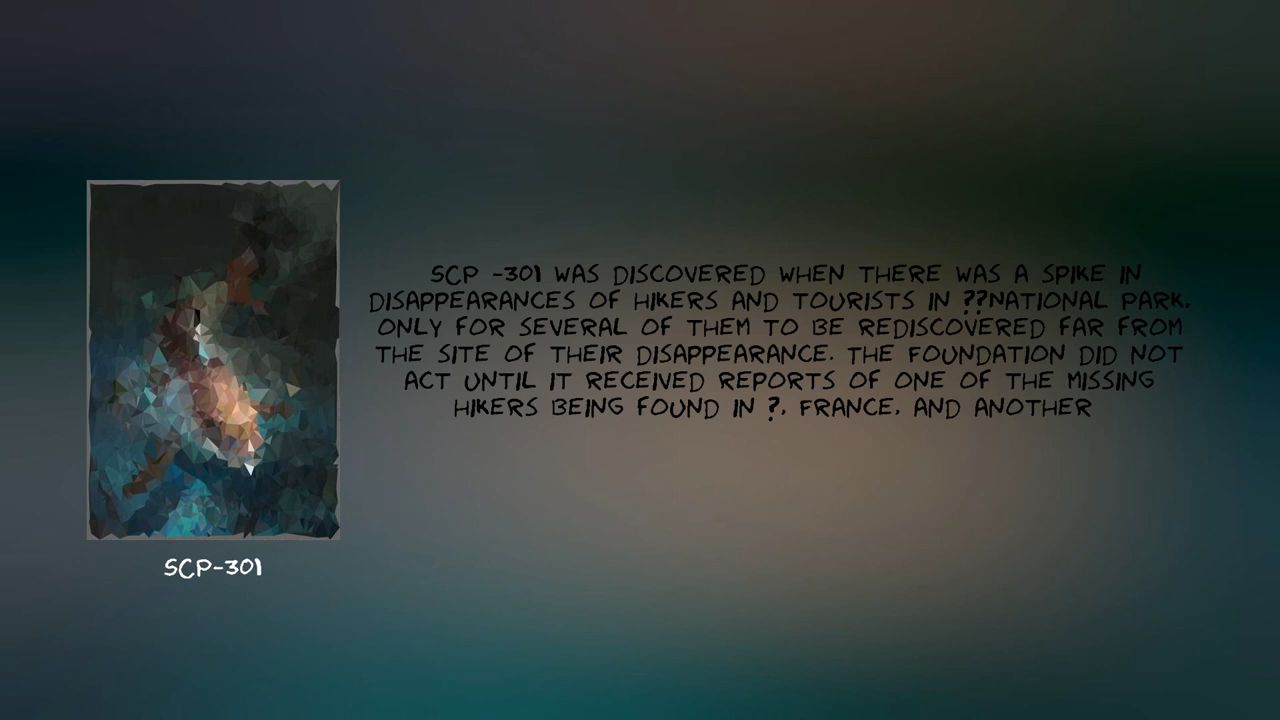 SCP -301 WAS DISCOVERED WHEN THERE WAS A SPIKE IN
DISAPPEARANCES OF HIKERS AND TOURISTS IN ??NATIONAL PARK,
ONLY FOR SEVERAL OF THEM TO BE REDISCOVERED FAR FROM
THE SITE OF THEIR DISAPPEARANCE. THE FOUNDATION DID NOT
ACT UNTIL IT RECEIVED REPORTS OF ONE OF THE MISSING
HIKERS BEING FOUND IN ?, FRANCE, AND ANOTHER
SCP-301